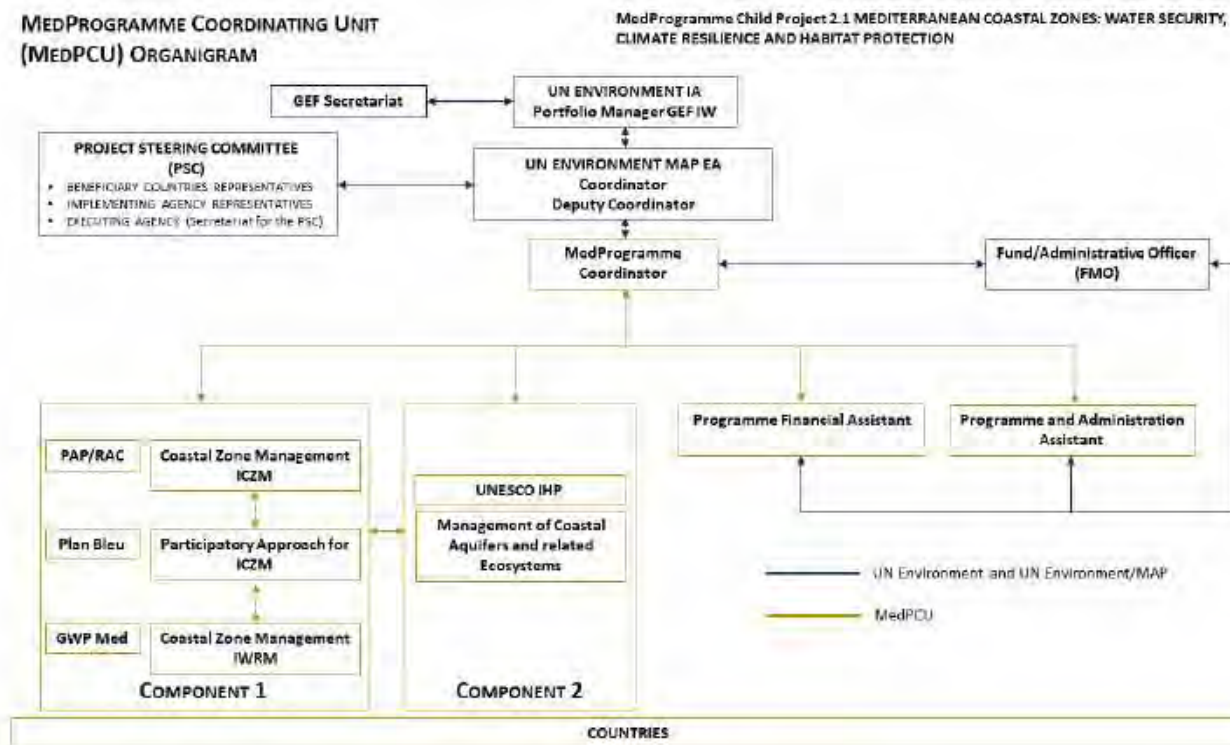 MEDPROGRAMME COORDINATING UNIT
(MEDPCU) ORGANIGRAM
MedProgramme Child Project 2.1 MEDITERRANEAN COASTAL ZONES: WATER SECURITY,
CLIMATE RESILIENCE AND HABITAT PROTECTION
GEF Secretariat
UN ENVIRONMENT IA
Portfolio Manager GEF IW
PROJECT STEERING COMMITTEE
(PSC)
• BENEFICIARY COUNTRIES REPRESENTATIVES
• IMPLEMENTING AGENCY REPRESENTATIVES
• EXECUTING AGENCY (Secretariat for the PSC)
UN ENVIRONMENT MAP EA
Coordinator
Deputy Coordinator
MedProgramme
Coordinator
Fund/Administrative Officer
(FMO)
Programme Financial Assistant
Programme and Administration
Assistant
PAP/RAC
Coastal Zone Management
ICZM
Plan Bleu
Participatory Approach for
ICZM
GWP Med
Coastal Zone Management
IWRM
COMPONENT 1
UNESCO IHP
Management of Coastal
Aquifers and related
Ecosystems
COMPONENT 2
UN Environment and UN Environment/MAP
MedPCU
COUNTRIES